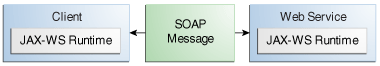 Client
JAX-WS Runtime
SOAP
Message
Web Service
JAX-WS Runtime